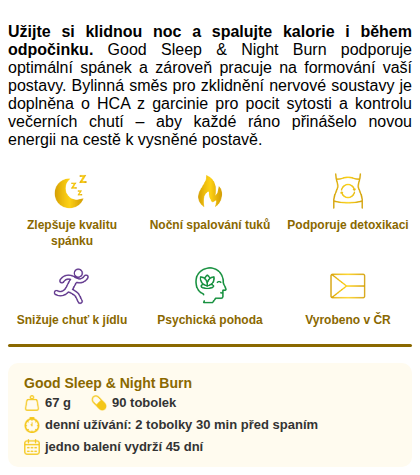 Užijte si klidnou noc a spalujte kalorie i během
odpočinku. Good Sleep & Night Burn podporuje
optimální spánek a zároveň pracuje na formování vaší
postavy. Bylinná směs pro zklidnění nervové soustavy je
doplněna o HCA z garcinie pro pocit sytosti a kontrolu
večerních chutí – aby každé ráno přinášelo novou
energii na cestě k vysněné postavě.
Zlepšuje kvalitu
spánku
Noční spalování tuků
Podporuje detoxikaci
Snižuje chuť k jídlu
Psychická pohoda
Vyrobeno v ČR
Good Sleep & Night Burn
67 g 90 tobolek
denní užívání: 2 tobolky 30 min před spaním
jedno balení vydrží 45 dní